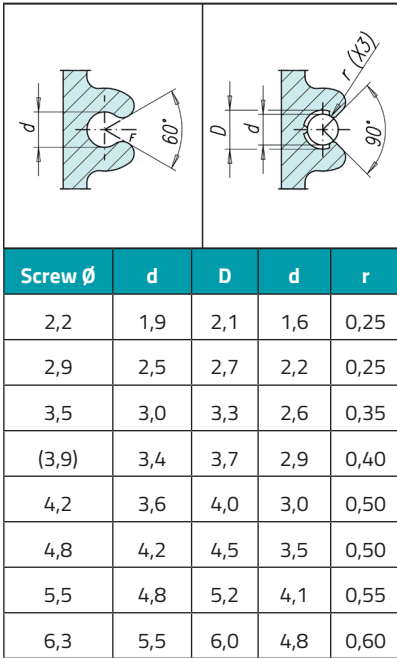 d
F
60°
D
d
r (X3)
90°
Screw Ø d D d r
2,2 1,9 2,1 1,6 0,25
2,9 2,5 2,7 2,2 0,25
3,5 3,0 3,3 2,6 0,35
(3,9) 3,4 3,7 2,9 0,40
4,2 3,6 4,0 3,0 0,50
4,8 4,2 4,5 3,5 0,50
5,5 4,8 5,2 4,1 0,55
6,3 5,5 6,0 4,8 0,60